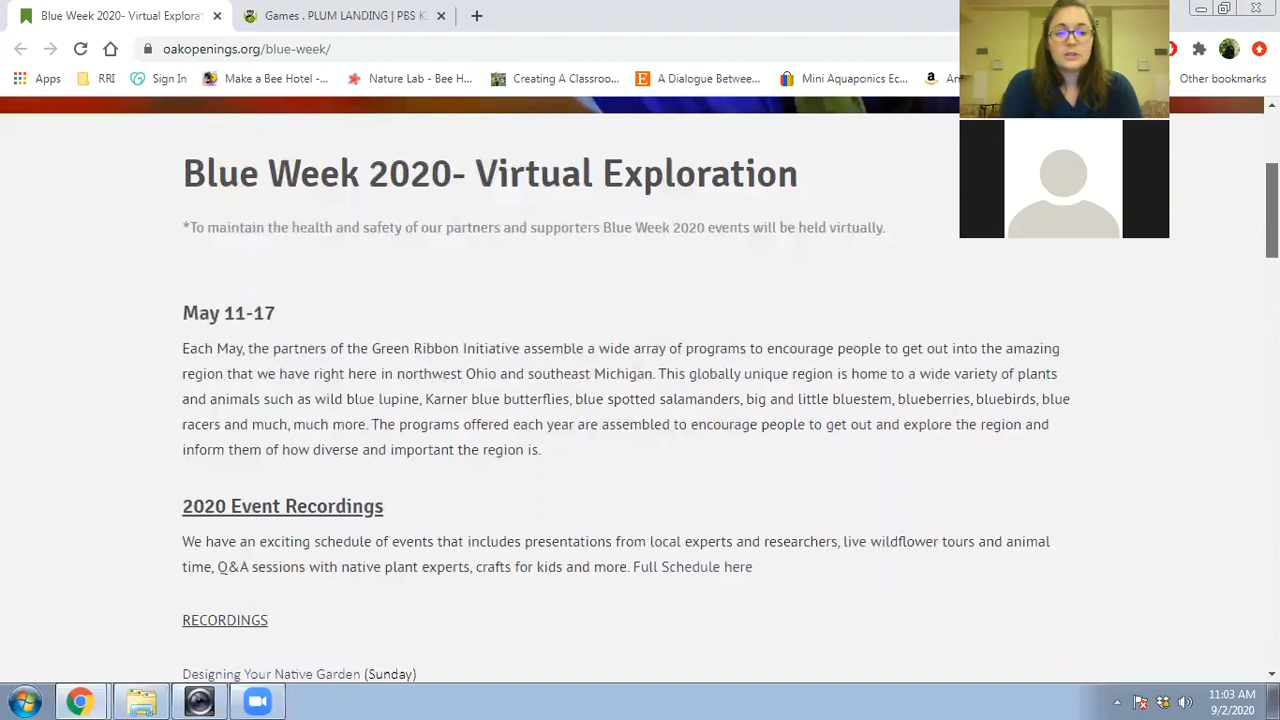 Blue Week 2020- Virtual Explorat
Games . PLUM LANDING | PBS K
oakopenings.org/blue-week/
Apps
RRI
Sign In
Make a Bee Hotel -...
Nature Lab - Bee H...
Creating A Classroo...
A Dialogue Betwee...
Mini Aquaponics Ec...
Other bookmarks
Blue Week 2020- Virtual Exploration
*To maintain the health and safety of our partners and supporters Blue Week 2020 events will be held virtually.
May 11-17
Each May, the partners of the Green Ribbon Initiative assemble a wide array of programs to encourage people to get out into the amazing
region that we have right here in northwest Ohio and southeast Michigan. This globally unique region is home to a wide variety of plants
and animals such as wild blue lupine, Karner blue butterflies, blue spotted salamanders, big and little bluestem, blueberries, bluebirds, blue
racers and much, much more. The programs offered each year are assembled to encourage people to get out and explore the region and
inform them of how diverse and important the region is.
2020 Event Recordings
We have an exciting schedule of events that includes presentations from local experts and researchers, live wildflower tours and animal
time, Q&A sessions with native plant experts, crafts for kids and more. Full Schedule here
RECORDINGS
Designing Your Native Garden (Sunday)
11:03 AM
9/2/2020